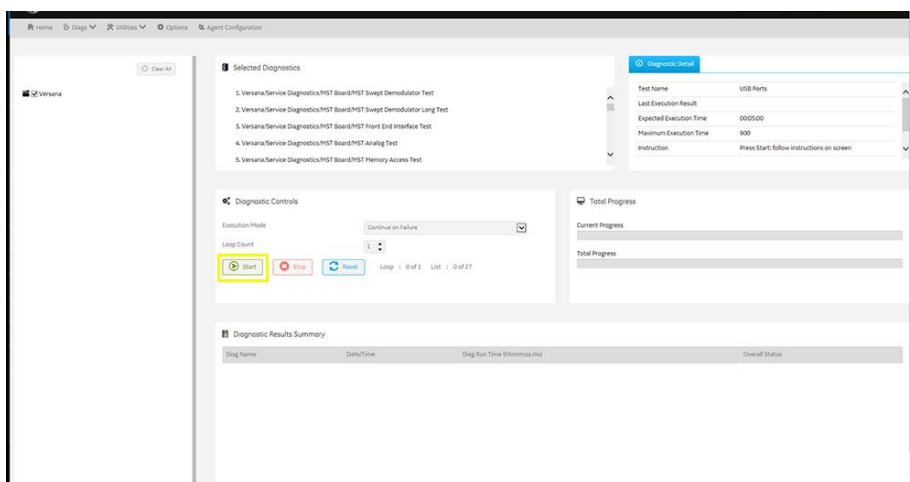 Home Diags Utilities Options Agent Configuration
Clear All
Versana
Selected Diagnostics
1. Versana/Service Diagnostics/MST Board/MST Swept Demodulator Test
2. Versana/Service Diagnostics/MST Board/MST Swept Demodulator Long Test
3. Versana/Service Diagnostics/MST Board/MST Front End Interface Test
4. Versana/Service Diagnostics/MST Board/MST Analog Test
5. Versana/Service Diagnostics/MST Board/MST Memory Access Test
Diagnostic Detail
Test Name USB Ports
Last Execution Result
Expected Execution Time 00:05:00
Maximum Execution Time 900
Instruction Press Start: follow instructions on screen
Diagnostic Controls
Execution Mode Continue on Failure
Loop Count 1
Start Stop Reset Loop : 0 of 1 List : 0 of 27
Total Progress
Current Progress
Total Progress
Diagnostic Results Summary
Diag Name Date/Time Diag Run Time (hh:mm:ss.ms) Overall Status